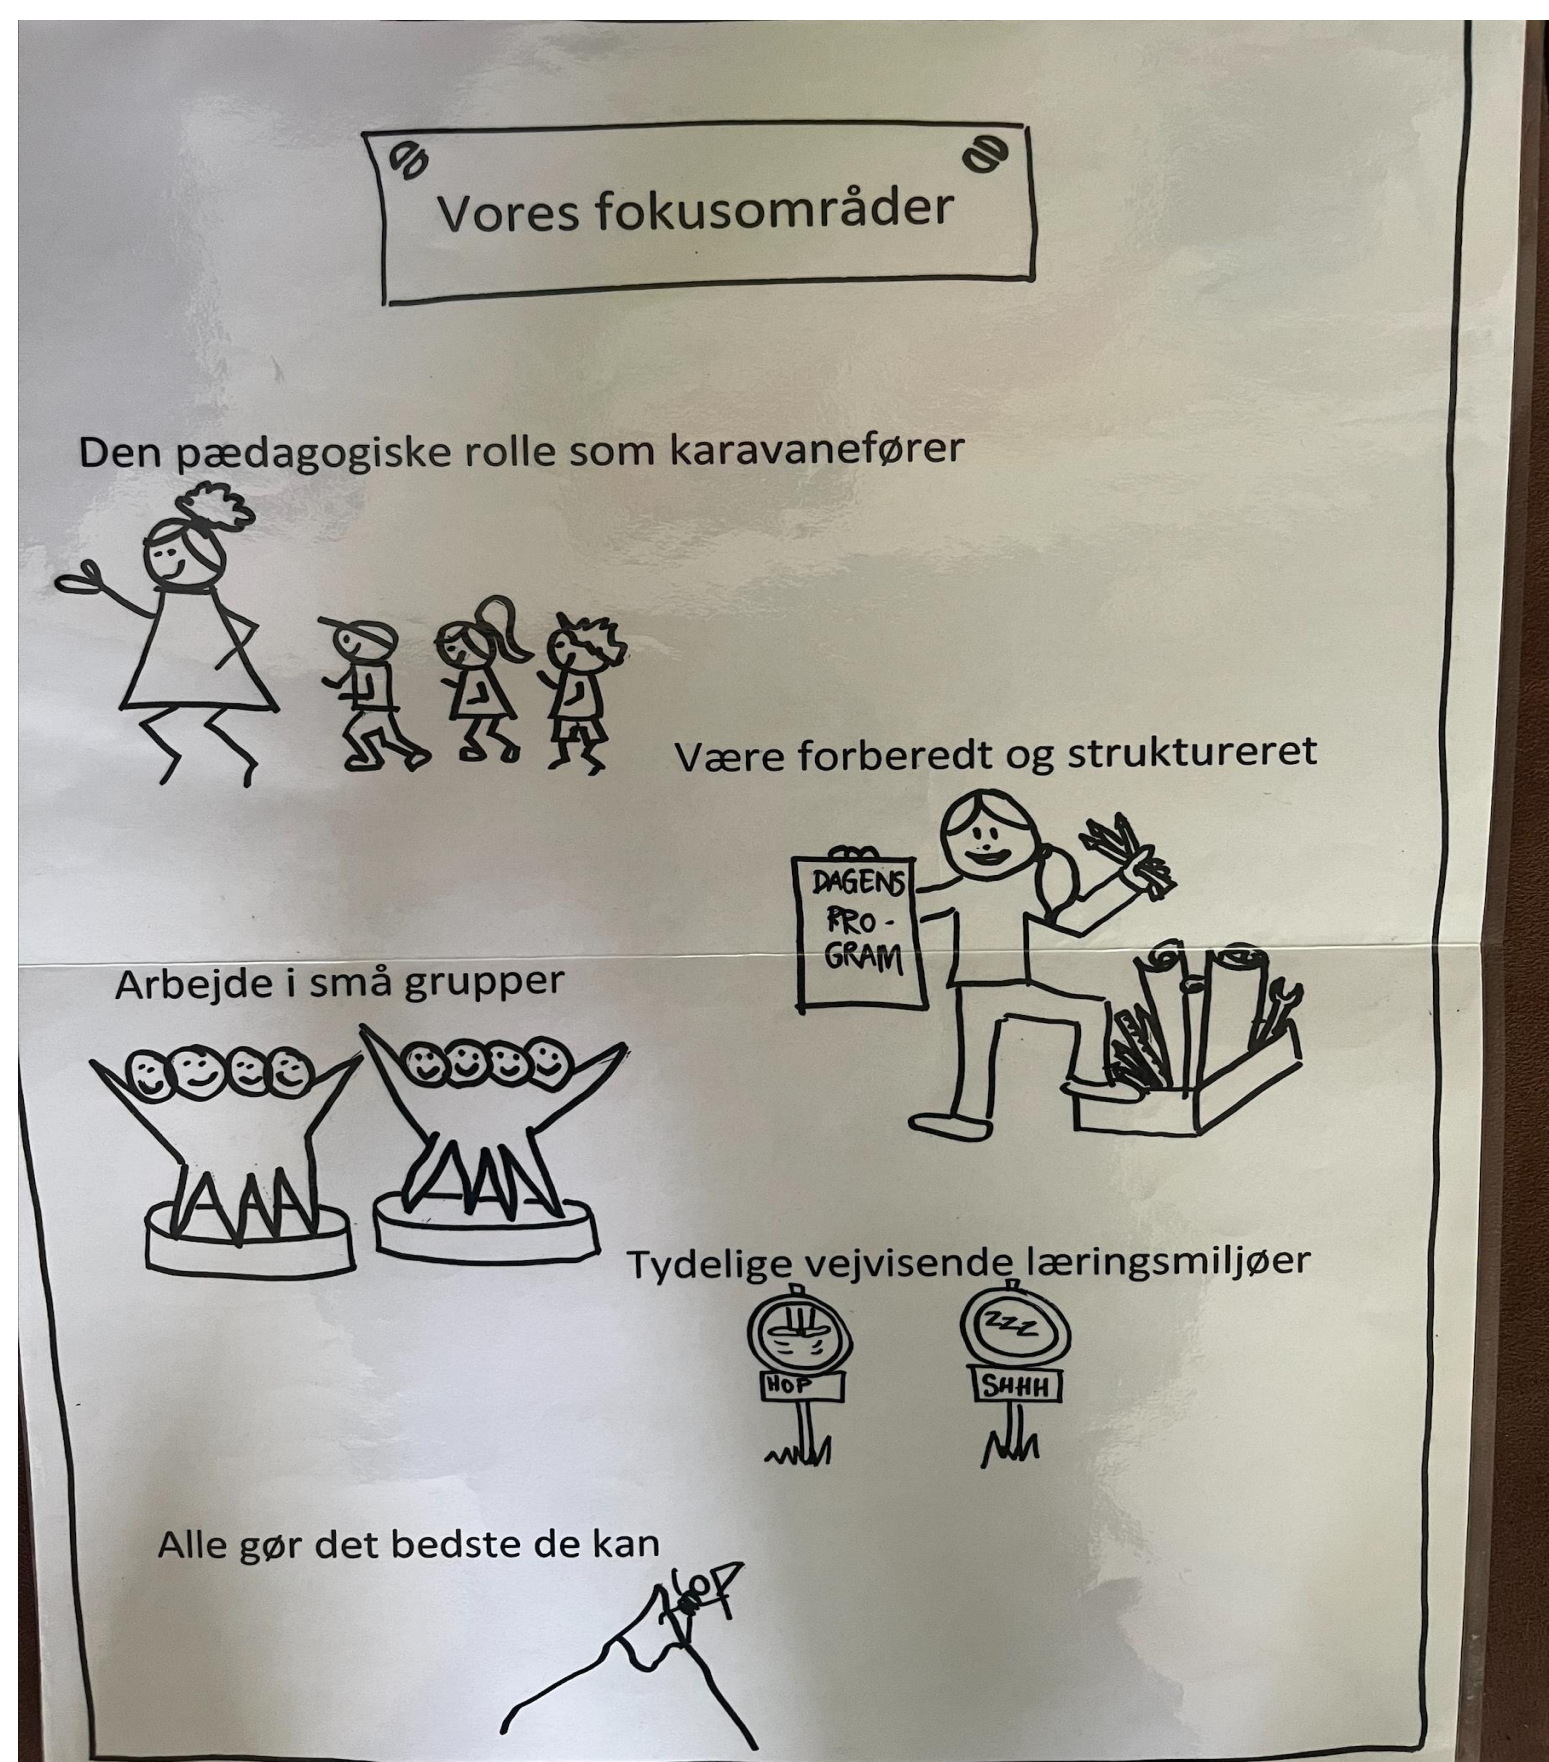 Vores fokusområder
Den pædagogiske rolle som karavanefører
Være forberedt og struktureret
DAGENS
PRO-
GRAM
Arbejde i små grupper
Tydelige vejvisende læringsmiljøer
ZZZ
HOP
SHHH
Alle gør det bedste de kan